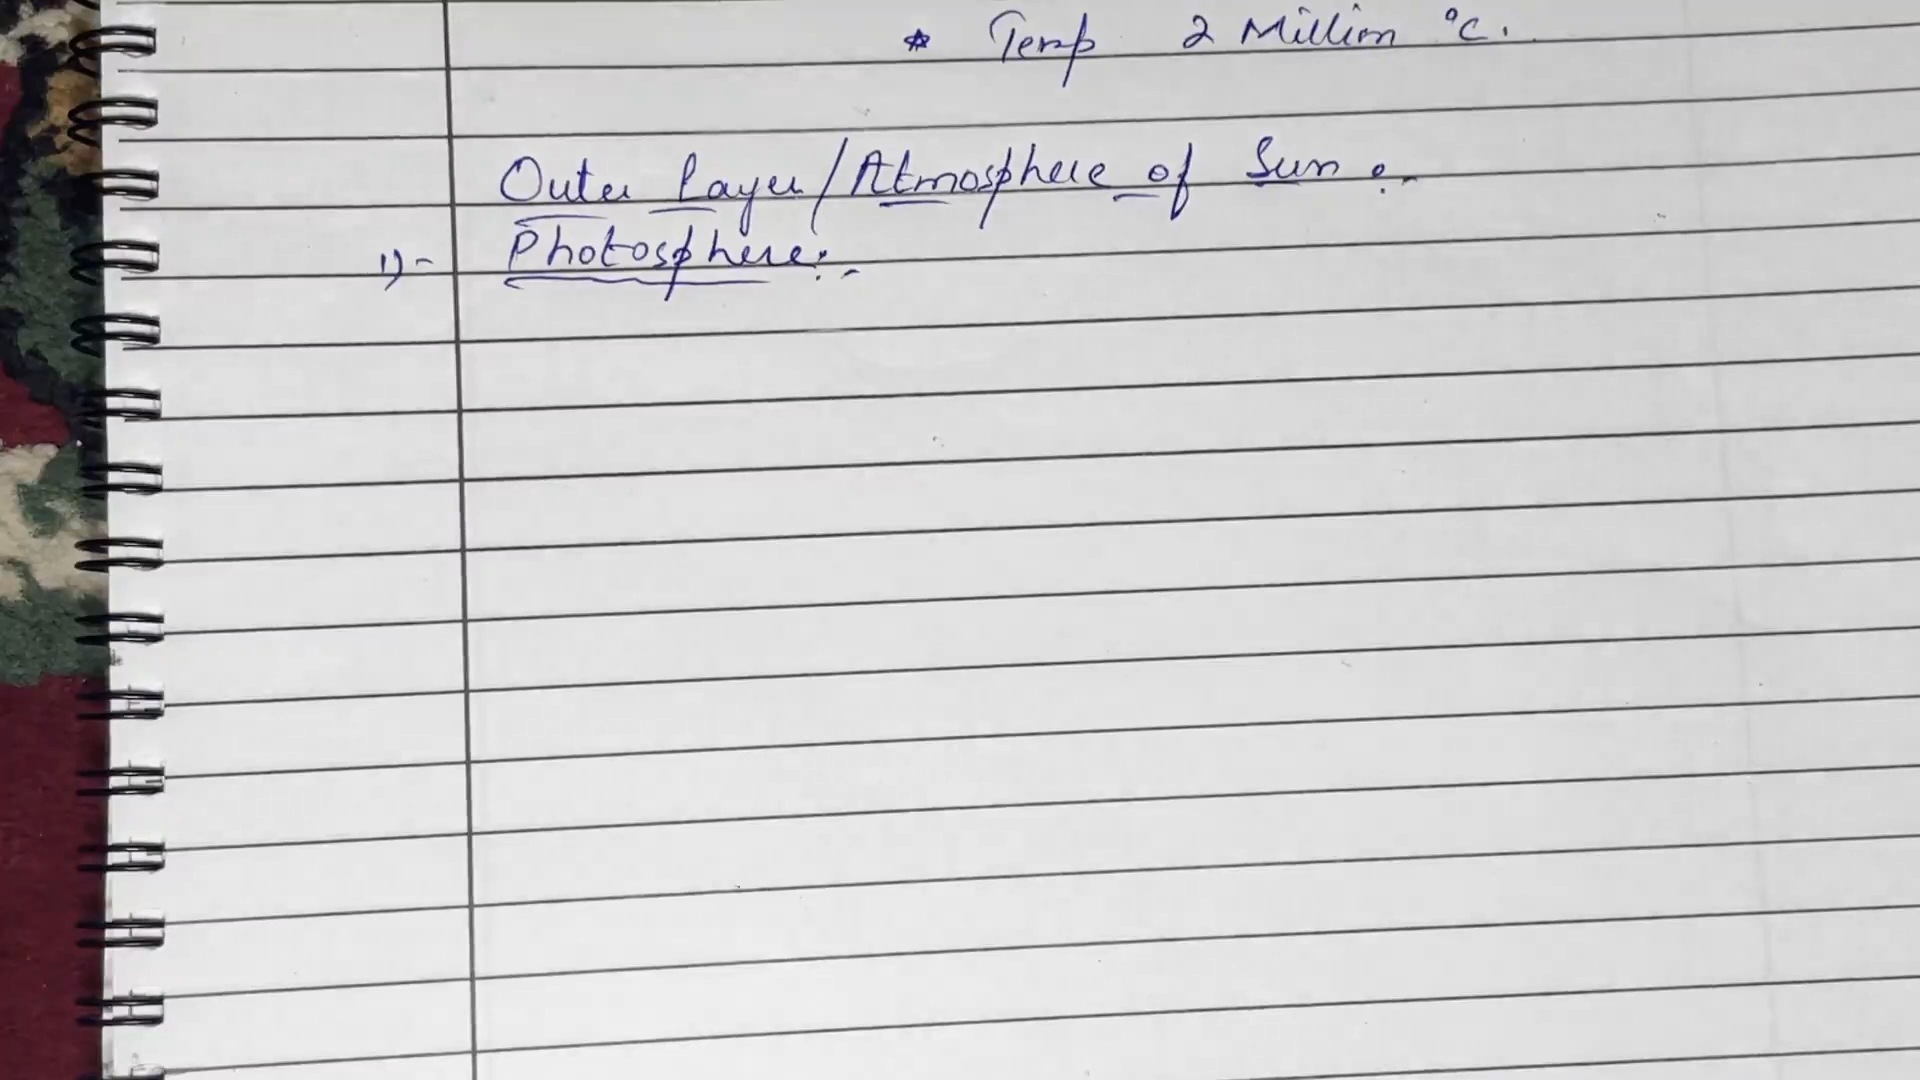 * Temp 2 Million °C.
Outer Layer/Atmosphere of Sun :-
1)- Photosphere:-